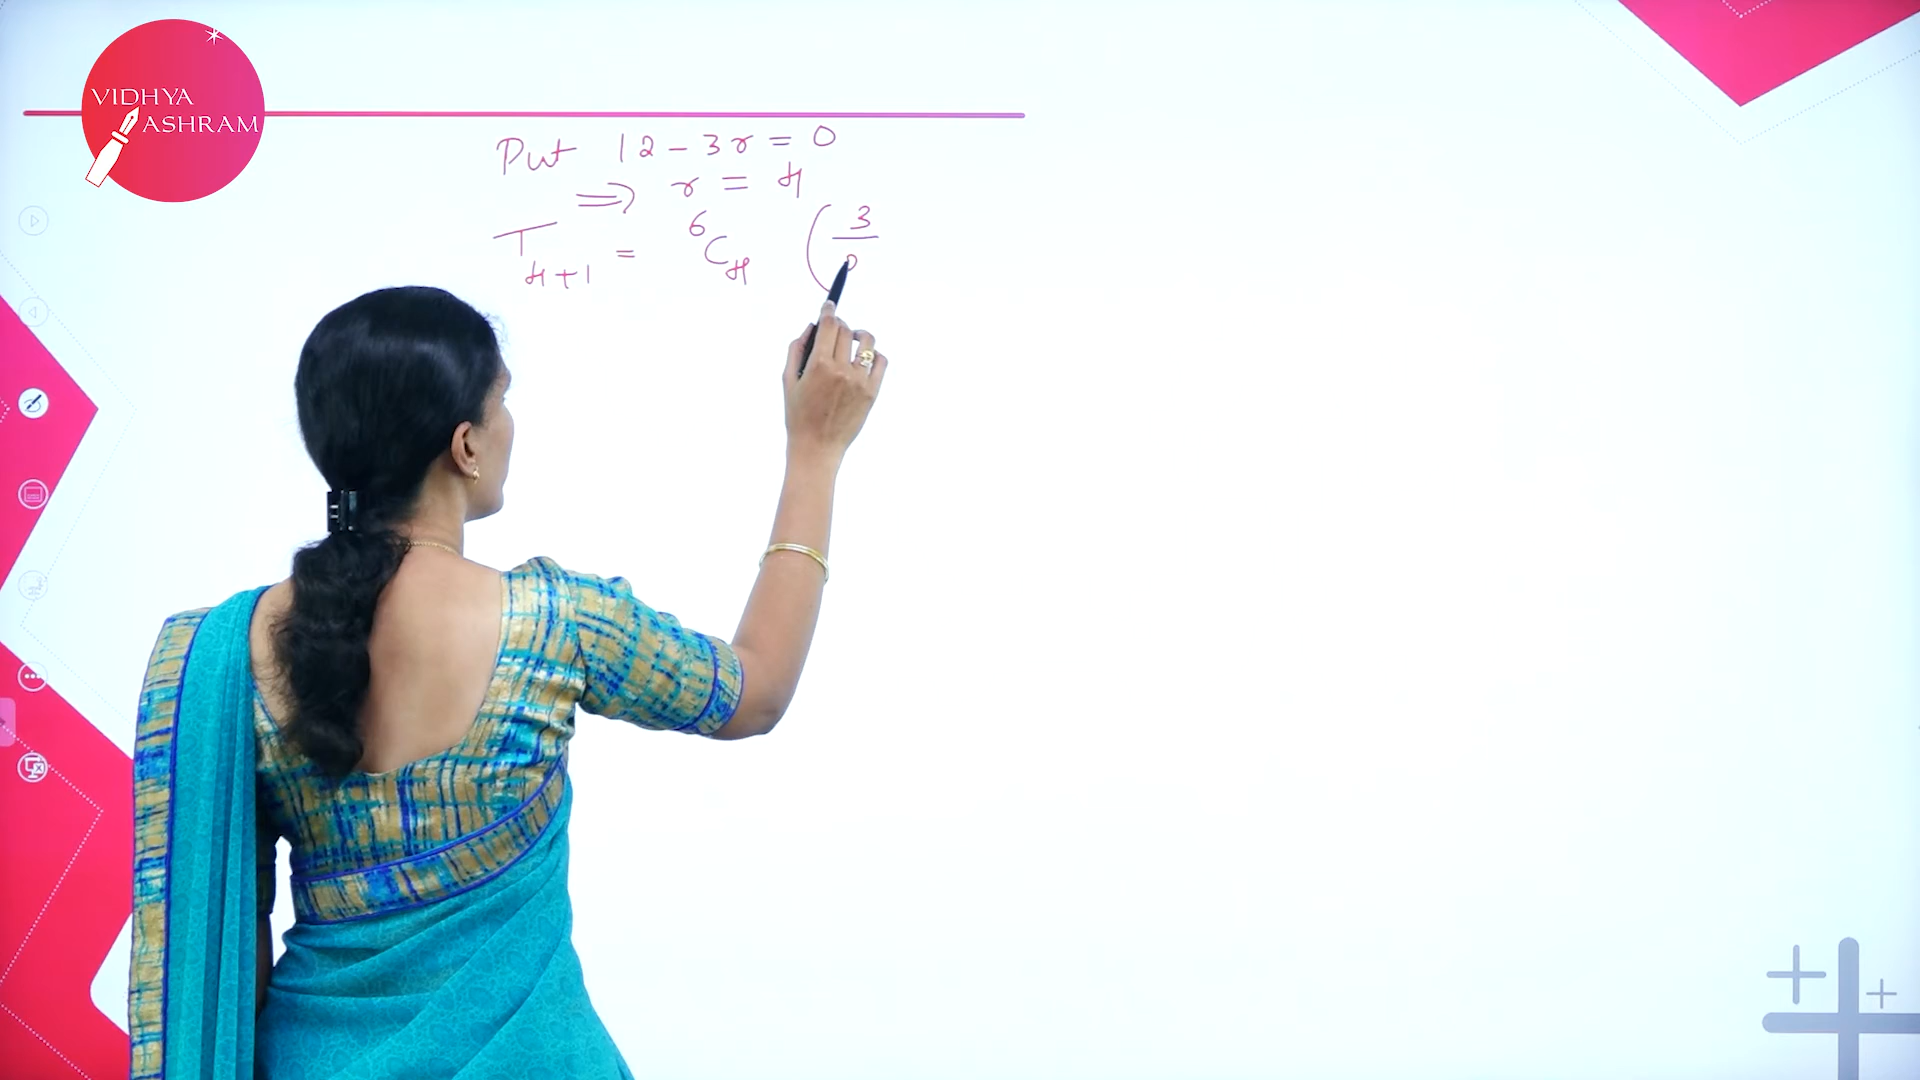 VIDHYA
ASHRAM
Put 12 - 3r = 0
⇒ r = 4
T₄₊₁ = ⁶C₄ (3/